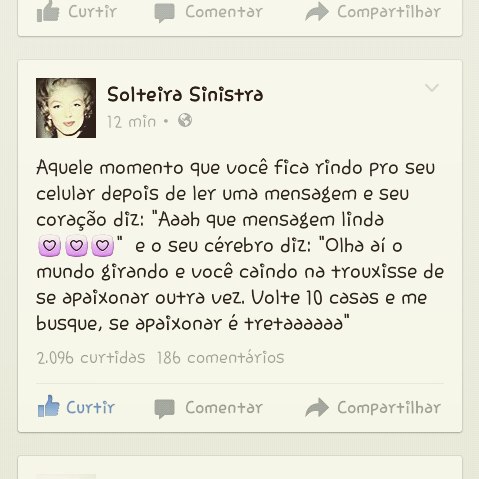 Curtir Comentar Compartilhar
Solteira Sinistra
12 min •
Aquele momento que você fica rindo pro seu
celular depois de ler uma mensagem e seu
coração diz: "Aaah que mensagem linda
💟💟💟" e o seu cérebro diz: "Olha aí o
mundo girando e você caindo na trouxisse de
se apaixonar outra vez. Volte 10 casas e me
busque, se apaixonar é tretaaaaaa"
2.096 curtidas 186 comentários
Curtir Comentar Compartilhar